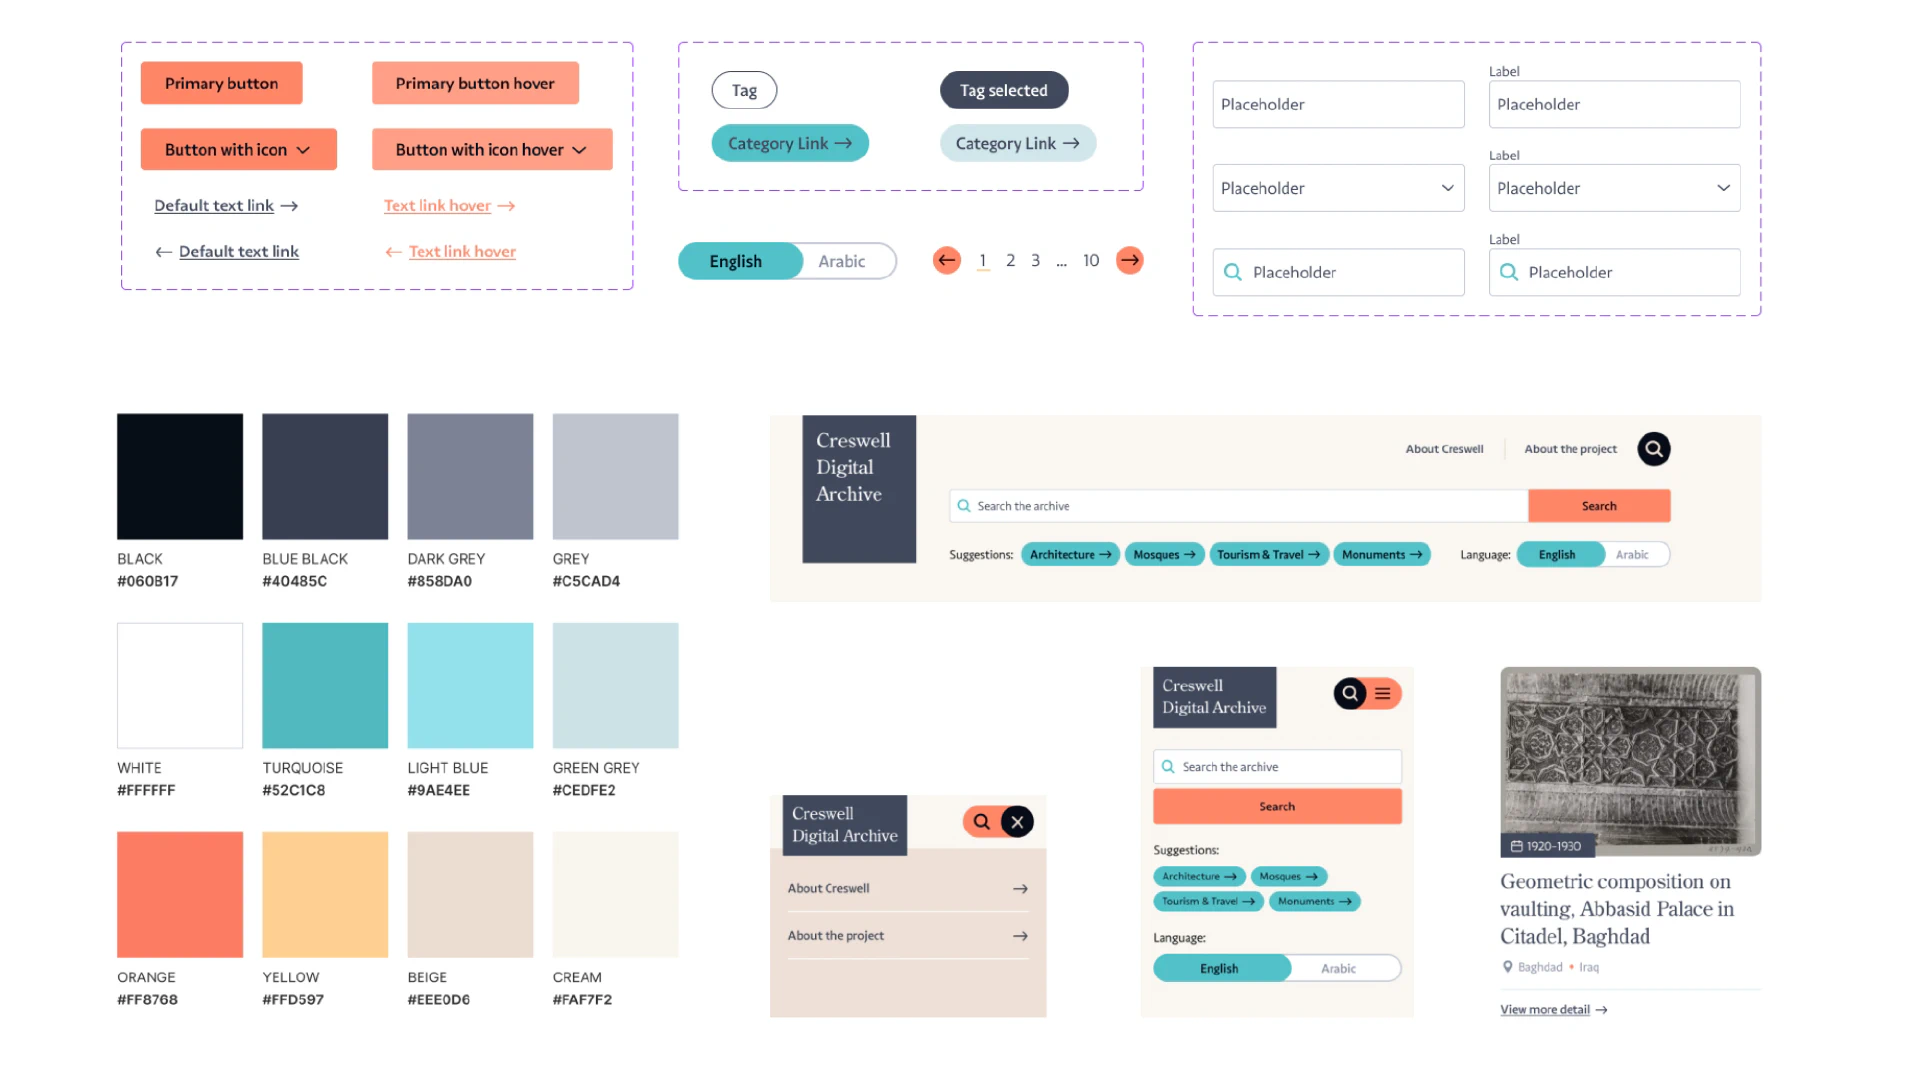 Primary button
Primary button hover
Button with icon
Button with icon hover
Default text link
Text link hover
Default text link
Text link hover
Tag
Tag selected
Category Link
Category Link
English
Arabic
1 2 3 ... 10
Label
Placeholder
Placeholder
Label
Placeholder
Placeholder
Label
Placeholder
Placeholder
BLACK
#060B17
BLUE BLACK
#40485C
DARK GREY
#858DA0
GREY
#C5CAD4
WHITE
#FFFFFF
TURQUOISE
#52C1C8
LIGHT BLUE
#9AE4EE
GREEN GREY
#CEDFE2
ORANGE
#FF8768
YELLOW
#FFD597
BEIGE
#EEE0D6
CREAM
#FAF7F2
Creswell
Digital
Archive
About Creswell
About the project
Search the archive
Search
Suggestions:
Architecture
Mosques
Tourism & Travel
Monuments
Language:
English
Arabic
Creswell
Digital Archive
About Creswell
About the project
Creswell
Digital Archive
Search the archive
Search
Suggestions:
Architecture
Mosques
Tourism & Travel
Monuments
Language:
English
Arabic
1920-1930
Geometric composition on
vaulting, Abbasid Palace in
Citadel, Baghdad
Baghdad • Iraq
View more detail